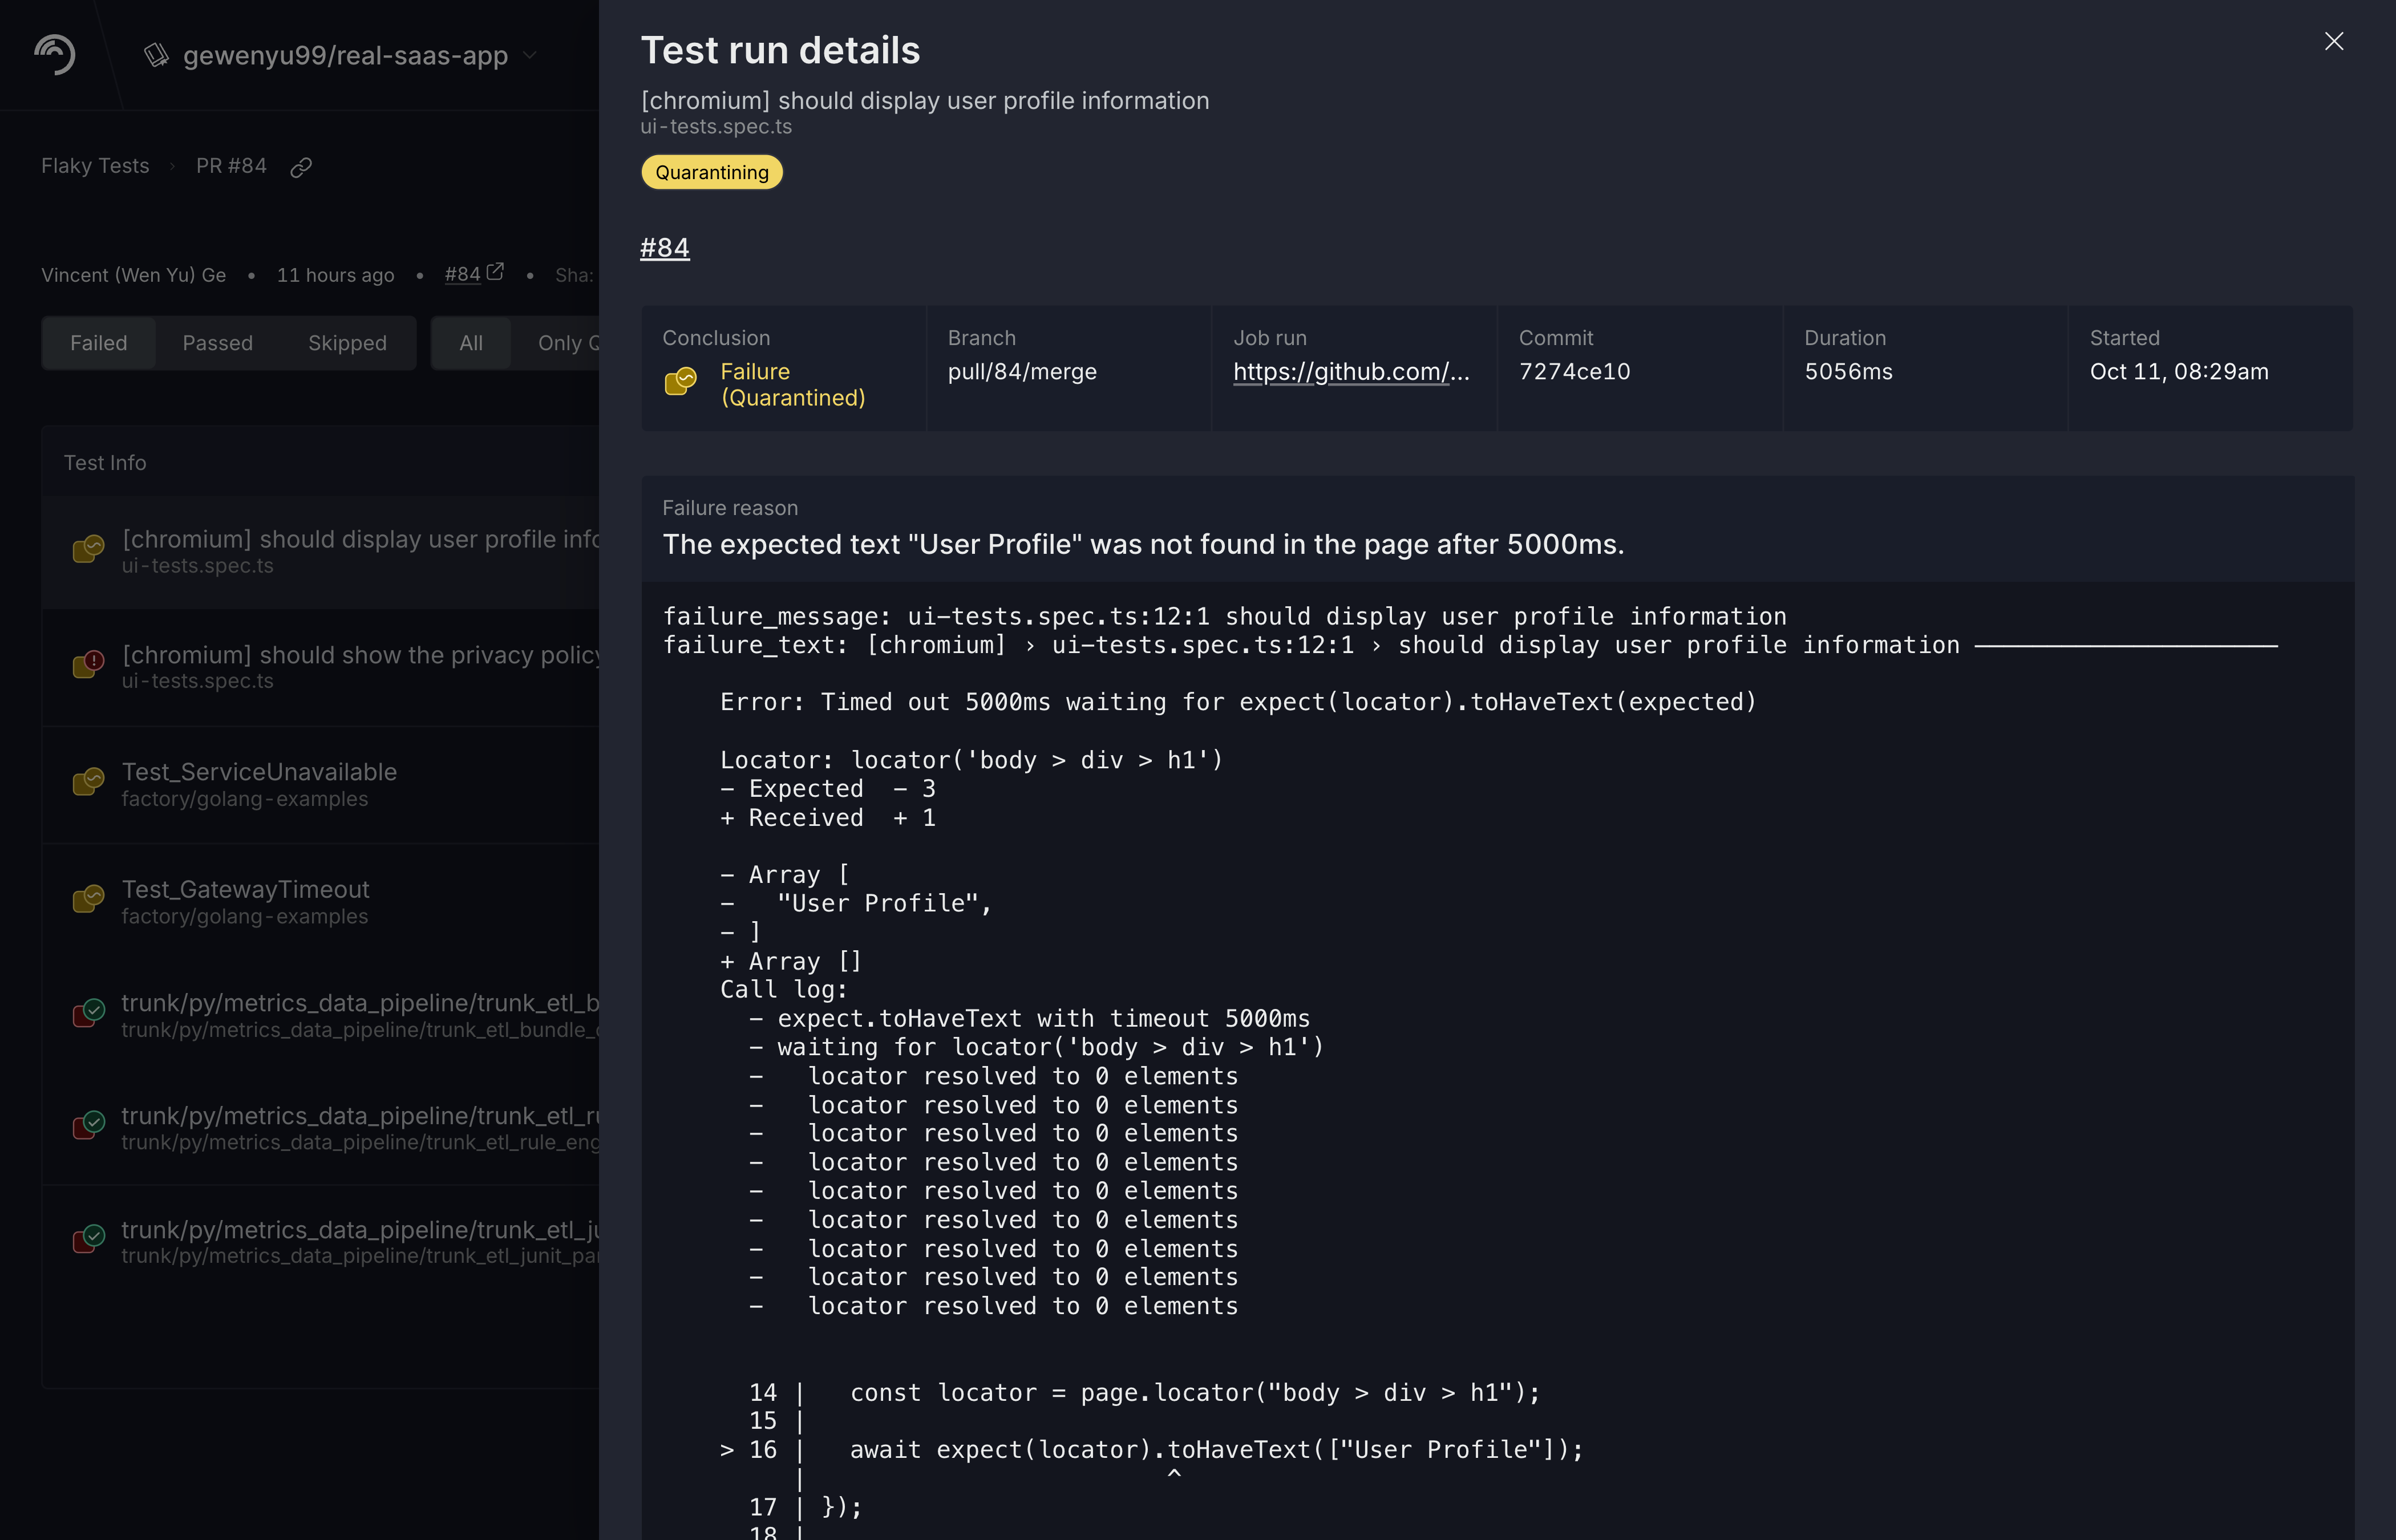 gewenyu99/real-saas-app
Flaky Tests › PR #84
Vincent (Wen Yu) Ge • 11 hours ago • #84 • Sha:
Failed Passed Skipped All Only Q
Test Info
[chromium] should display user profile info
ui-tests.spec.ts
[chromium] should show the privacy policy
ui-tests.spec.ts
Test_ServiceUnavailable
factory/golang-examples
Test_GatewayTimeout
factory/golang-examples
trunk/py/metrics_data_pipeline/trunk_etl_b
trunk/py/metrics_data_pipeline/trunk_etl_bundle_
trunk/py/metrics_data_pipeline/trunk_etl_ru
trunk/py/metrics_data_pipeline/trunk_etl_rule_eng
trunk/py/metrics_data_pipeline/trunk_etl_ju
trunk/py/metrics_data_pipeline/trunk_etl_junit_pa
Test run details
[chromium] should display user profile information
ui-tests.spec.ts
Quarantining
#84
Conclusion
Failure
(Quarantined)
Branch
pull/84/merge
Job run
https://github.com/...
Commit
7274ce10
Duration
5056ms
Started
Oct 11, 08:29am
Failure reason
The expected text "User Profile" was not found in the page after 5000ms.
failure_message: ui-tests.spec.ts:12:1 should display user profile information
failure_text: [chromium] › ui-tests.spec.ts:12:1 › should display user profile information ─────────────────────
Error: Timed out 5000ms waiting for expect(locator).toHaveText(expected)
Locator: locator('body > div > h1')
- Expected  - 3
+ Received  + 1
- Array [
-   "User Profile",
- ]
+ Array []
Call log:
- expect.toHaveText with timeout 5000ms
- waiting for locator('body > div > h1')
-   locator resolved to 0 elements
-   locator resolved to 0 elements
-   locator resolved to 0 elements
-   locator resolved to 0 elements
-   locator resolved to 0 elements
-   locator resolved to 0 elements
-   locator resolved to 0 elements
-   locator resolved to 0 elements
-   locator resolved to 0 elements
14 |   const locator = page.locator("body > div > h1");
15 |
> 16 |   await expect(locator).toHaveText(["User Profile"]);
|                         ^
17 | });
18 |